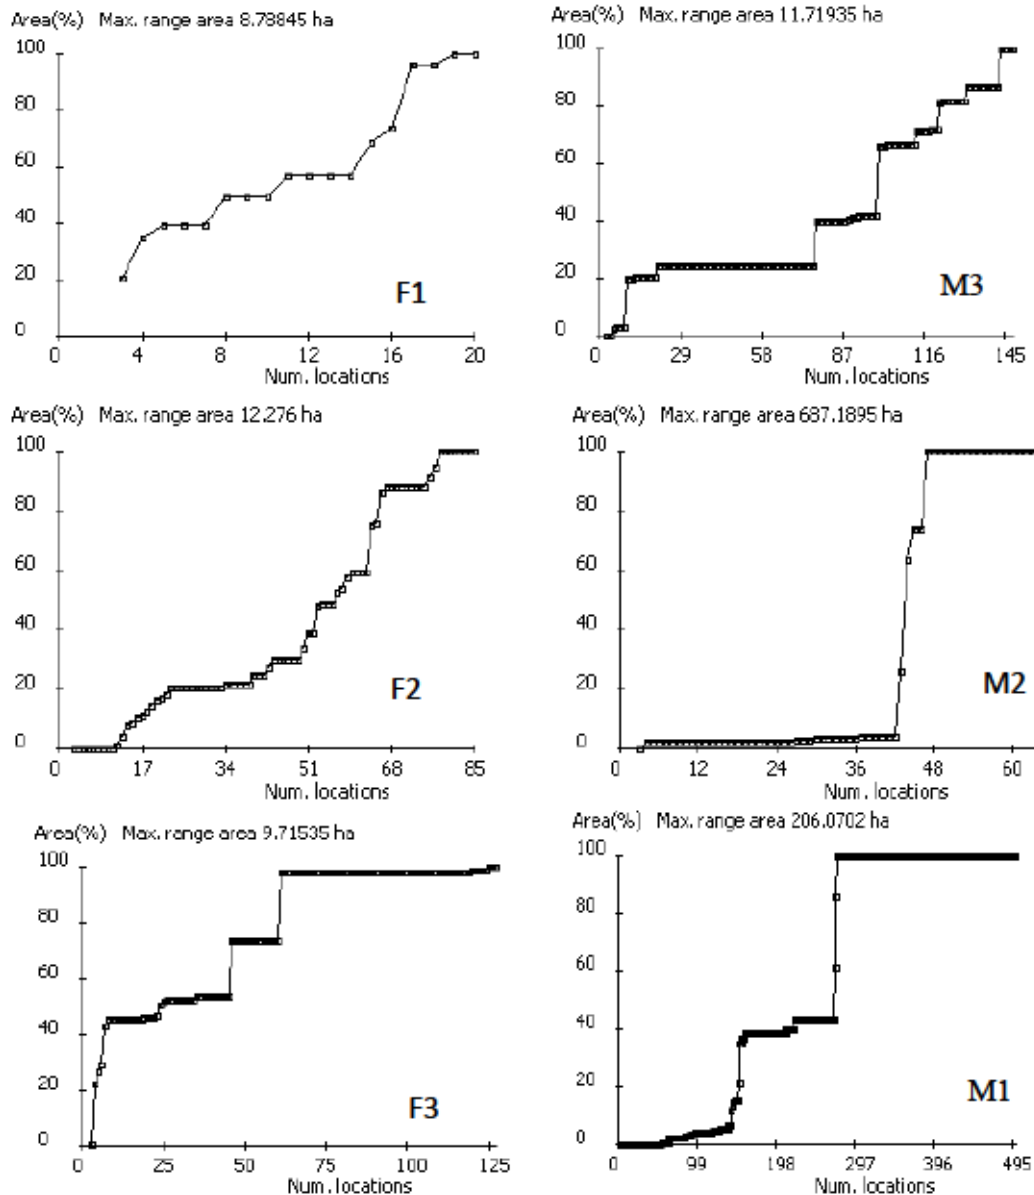 Area(%) Max. range area 8.78845 ha
100
80
60
40
20
0
F1
0 4 8 12 16 20
Num. locations
Area(%) Max. range area 11.71935 ha
100
80
60
40
20
0
M3
0 29 58 87 116 145
Num. locations
Area(%) Max. range area 12.276 ha
100
80
60
40
20
0
F2
0 17 34 51 68 85
Num. locations
Area(%) Max. range area 687.1895 ha
100
80
60
40
20
0
M2
0 12 24 36 48 60
Num. locations
Area(%) Max. range area 9.71535 ha
100
80
60
40
20
0
F3
0 25 50 75 100 125
Num. locations
Area(%) Max. range area 206.0702 ha
100
80
60
40
20
0
M1
0 99 198 297 396 495
Num. locations